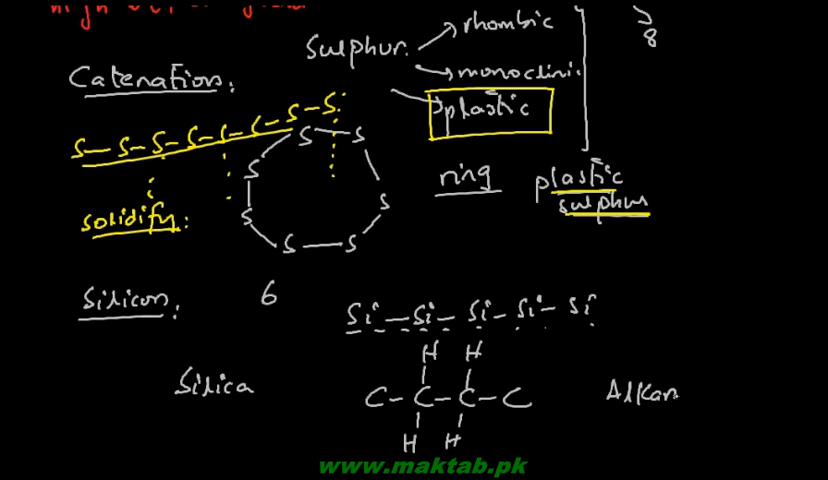 Sulphur. rhombic
Catenation: monoclinic
plastic
8
S-S-S-S-S-S-S-S
S S
S S
S S
S S
ring plastic
sulphur
solidify:
Silicon. 6
Si-Si-Si-Si-Si
H H
Silica C-C-C-C Alkan
H H
www.maktab.pk